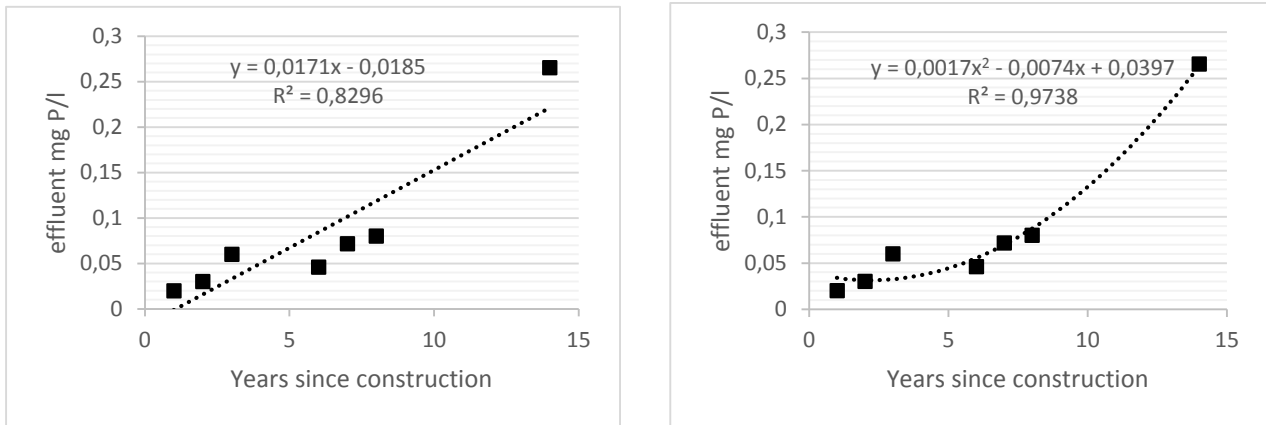 0,3
0,25
0,2
0,15
0,1
0,05
0
effluent mg P/l
y = 0,0171x - 0,0185
R² = 0,8296
0 5 10 15
Years since construction
0,3
0,25
0,2
0,15
0,1
0,05
0
effluent mg P/l
y = 0,0017x² - 0,0074x + 0,0397
R² = 0,9738
0 5 10 15
Years since construction